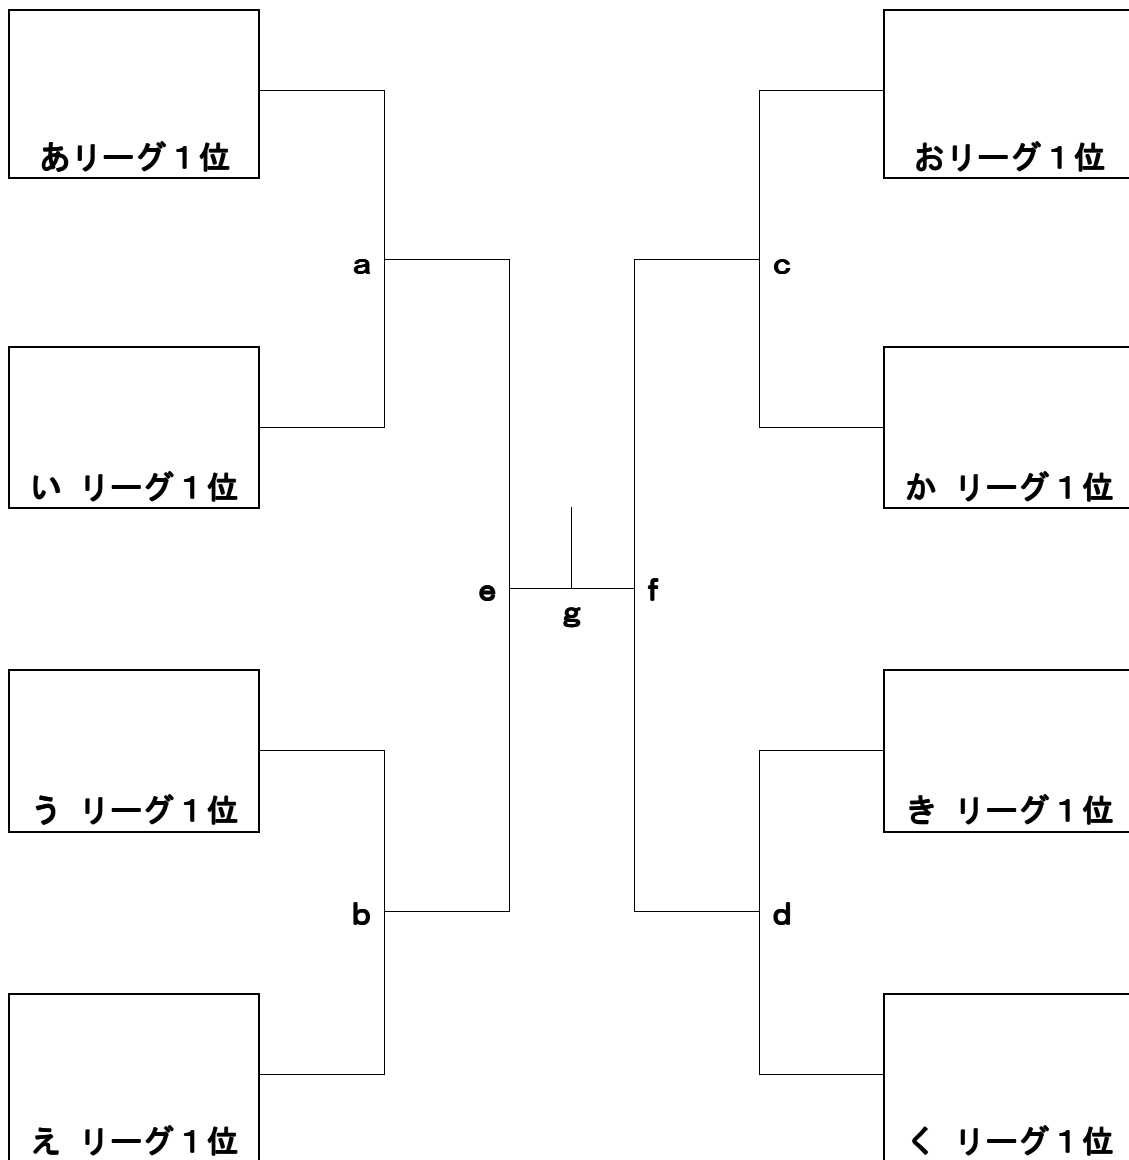 あリーグ１位
おリーグ１位
a
c
い リーグ１位
か リーグ１位
e
f
g
う リーグ１位
き リーグ１位
b
d
え リーグ１位
く リーグ１位